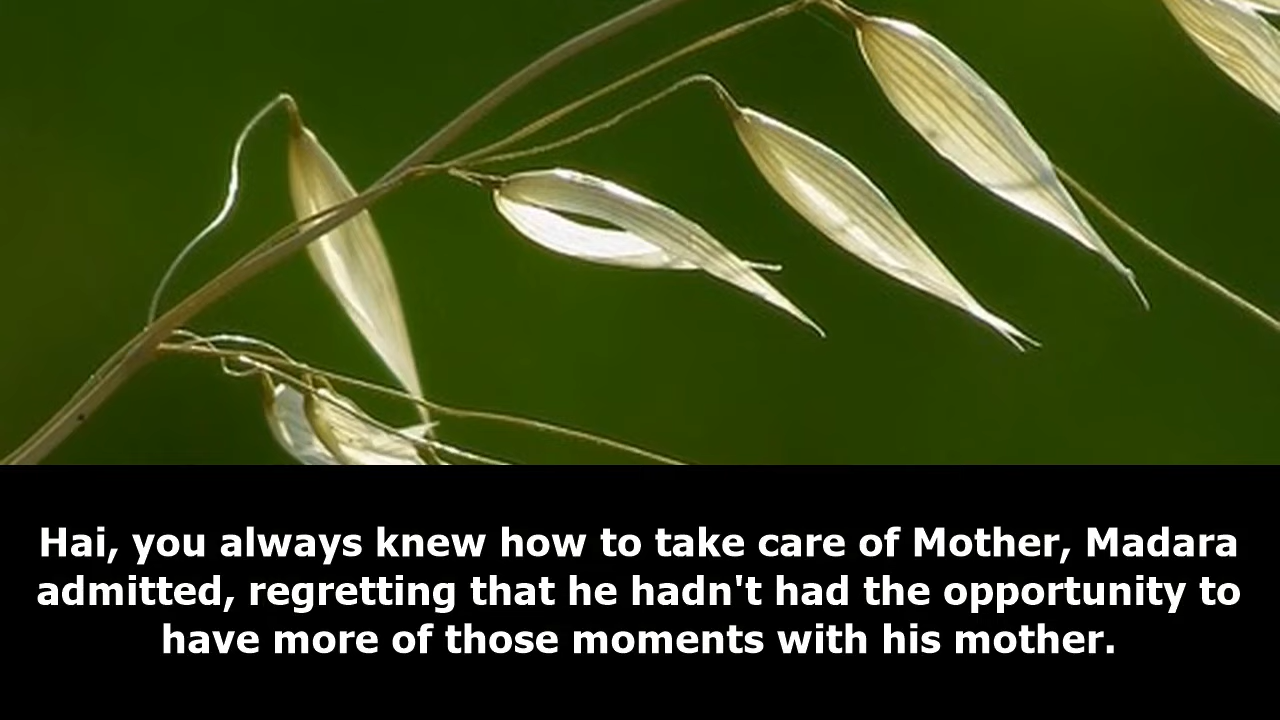 Hai, you always knew how to take care of Mother, Madara
admitted, regretting that he hadn't had the opportunity to
have more of those moments with his mother.